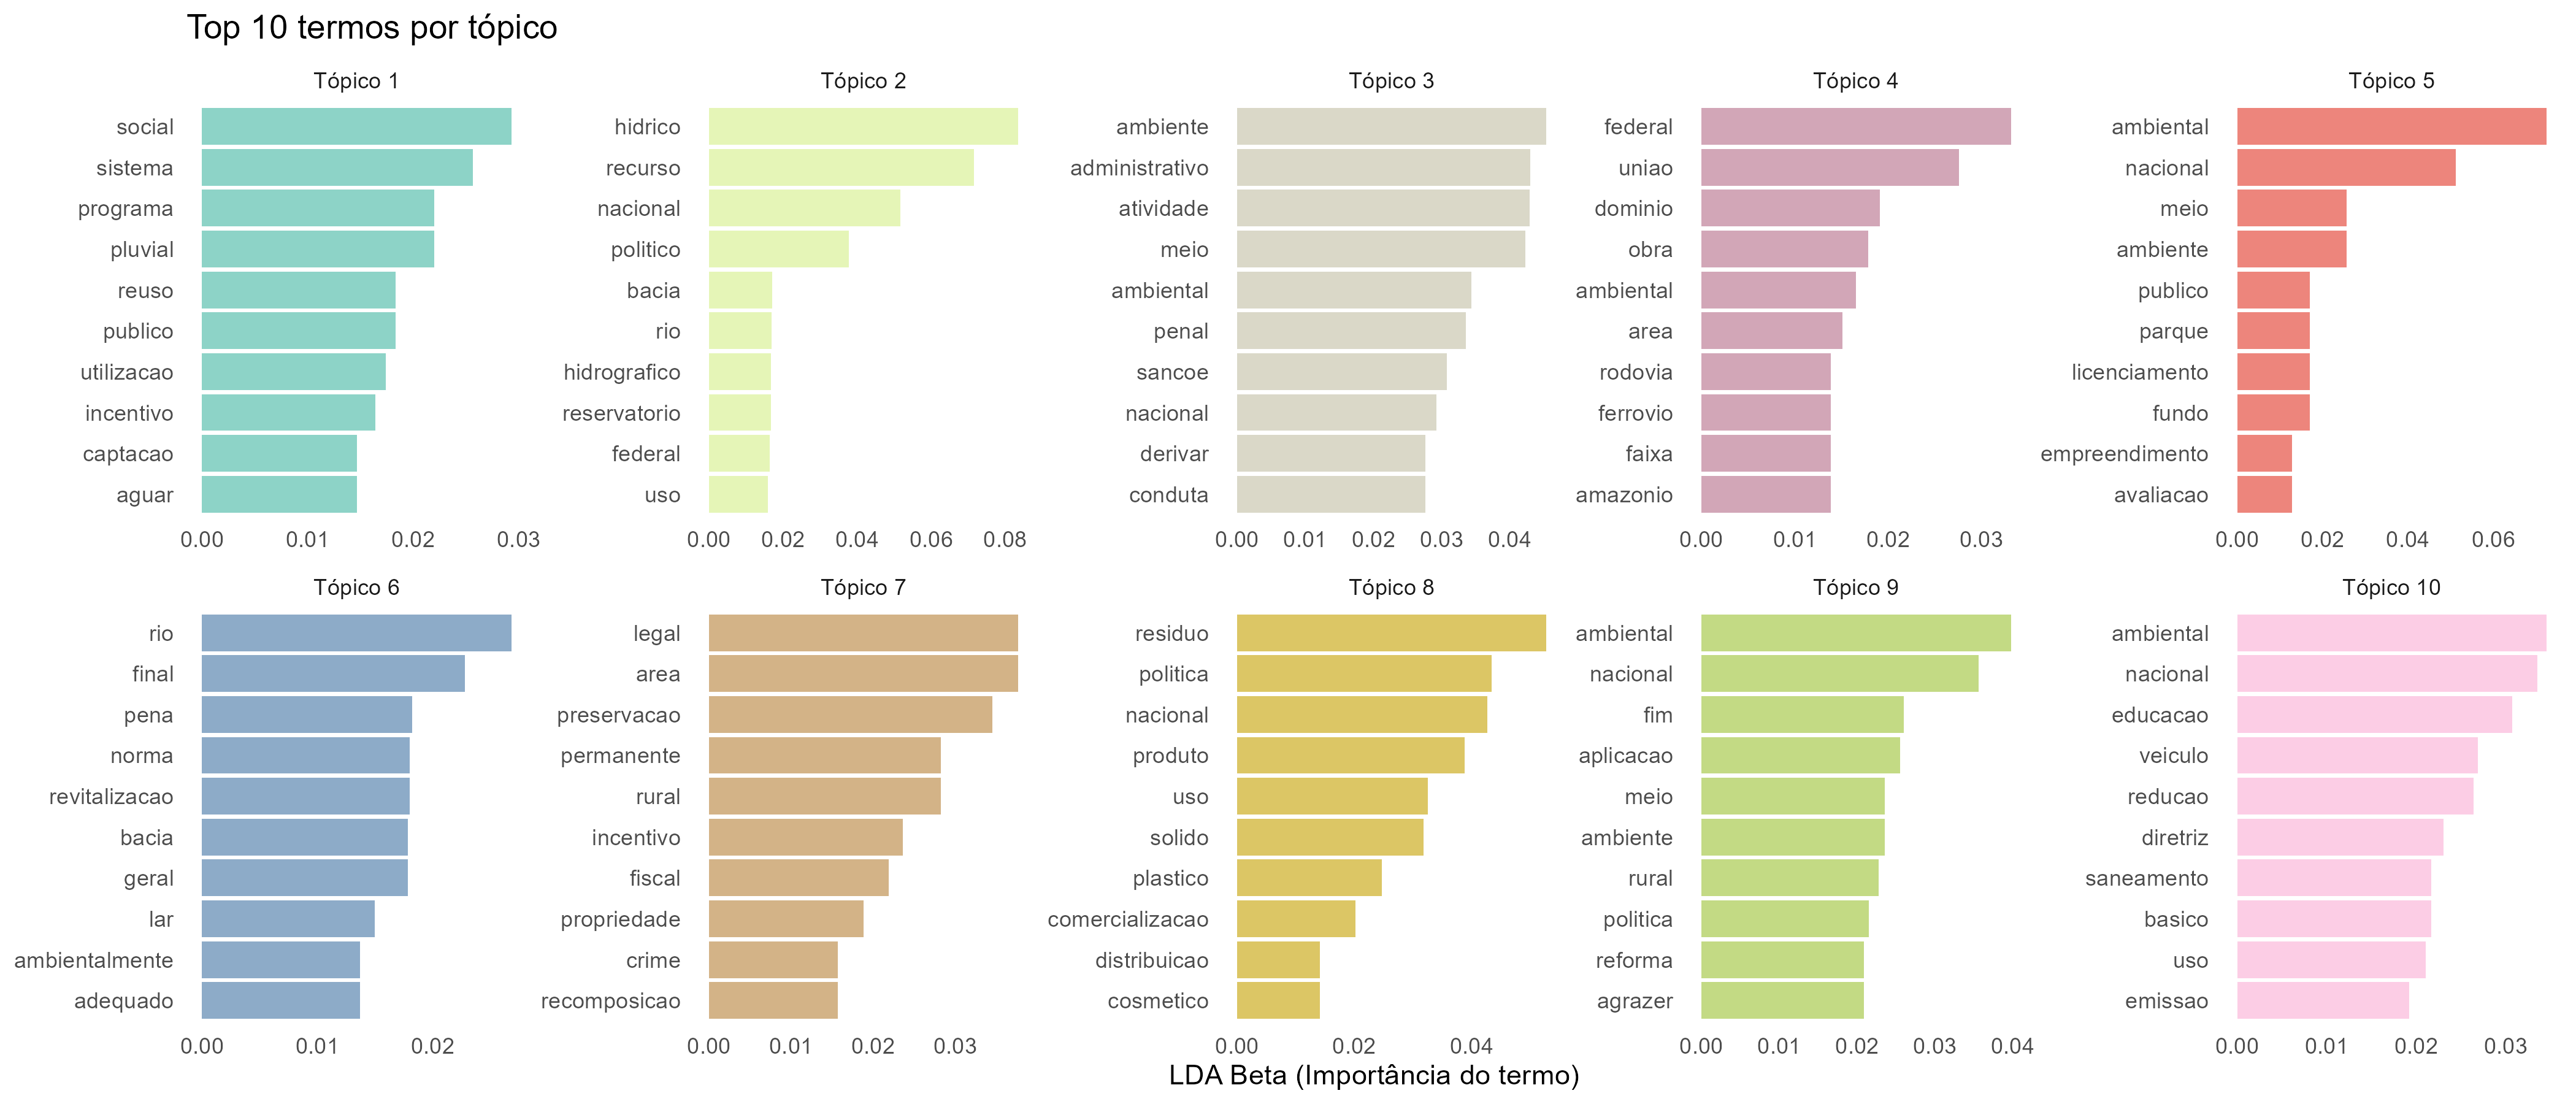 Top 10 termos por tópico
Tópico 1
social
sistema
programa
pluvial
reuso
publico
utilizacao
incentivo
captacao
aguar
0.00 0.01 0.02 0.03
Tópico 2
hidrico
recurso
nacional
politico
bacia
rio
hidrografico
reservatorio
federal
uso
0.00 0.02 0.04 0.06 0.08
Tópico 3
ambiente
administrativo
atividade
meio
ambiental
penal
sancoe
nacional
derivar
conduta
0.00 0.01 0.02 0.03 0.04
Tópico 4
federal
uniao
dominio
obra
ambiental
area
rodovia
ferrovio
faixa
amazonio
0.00 0.01 0.02 0.03
Tópico 5
ambiental
nacional
meio
ambiente
publico
parque
licenciamento
fundo
empreendimento
avaliacao
0.00 0.02 0.04 0.06
Tópico 6
rio
final
pena
norma
revitalizacao
bacia
geral
lar
ambientalmente
adequado
0.00 0.01 0.02
Tópico 7
legal
area
preservacao
permanente
rural
incentivo
fiscal
propriedade
crime
recomposicao
0.00 0.01 0.02 0.03
Tópico 8
residuo
politica
nacional
produto
uso
solido
plastico
comercializacao
distribuicao
cosmetico
0.00 0.02 0.04
Tópico 9
ambiental
nacional
fim
aplicacao
meio
ambiente
rural
politica
reforma
agrazer
0.00 0.01 0.02 0.03 0.04
Tópico 10
ambiental
nacional
educacao
veiculo
reducao
diretriz
saneamento
basico
uso
emissao
0.00 0.01 0.02 0.03
LDA Beta (Importância do termo)